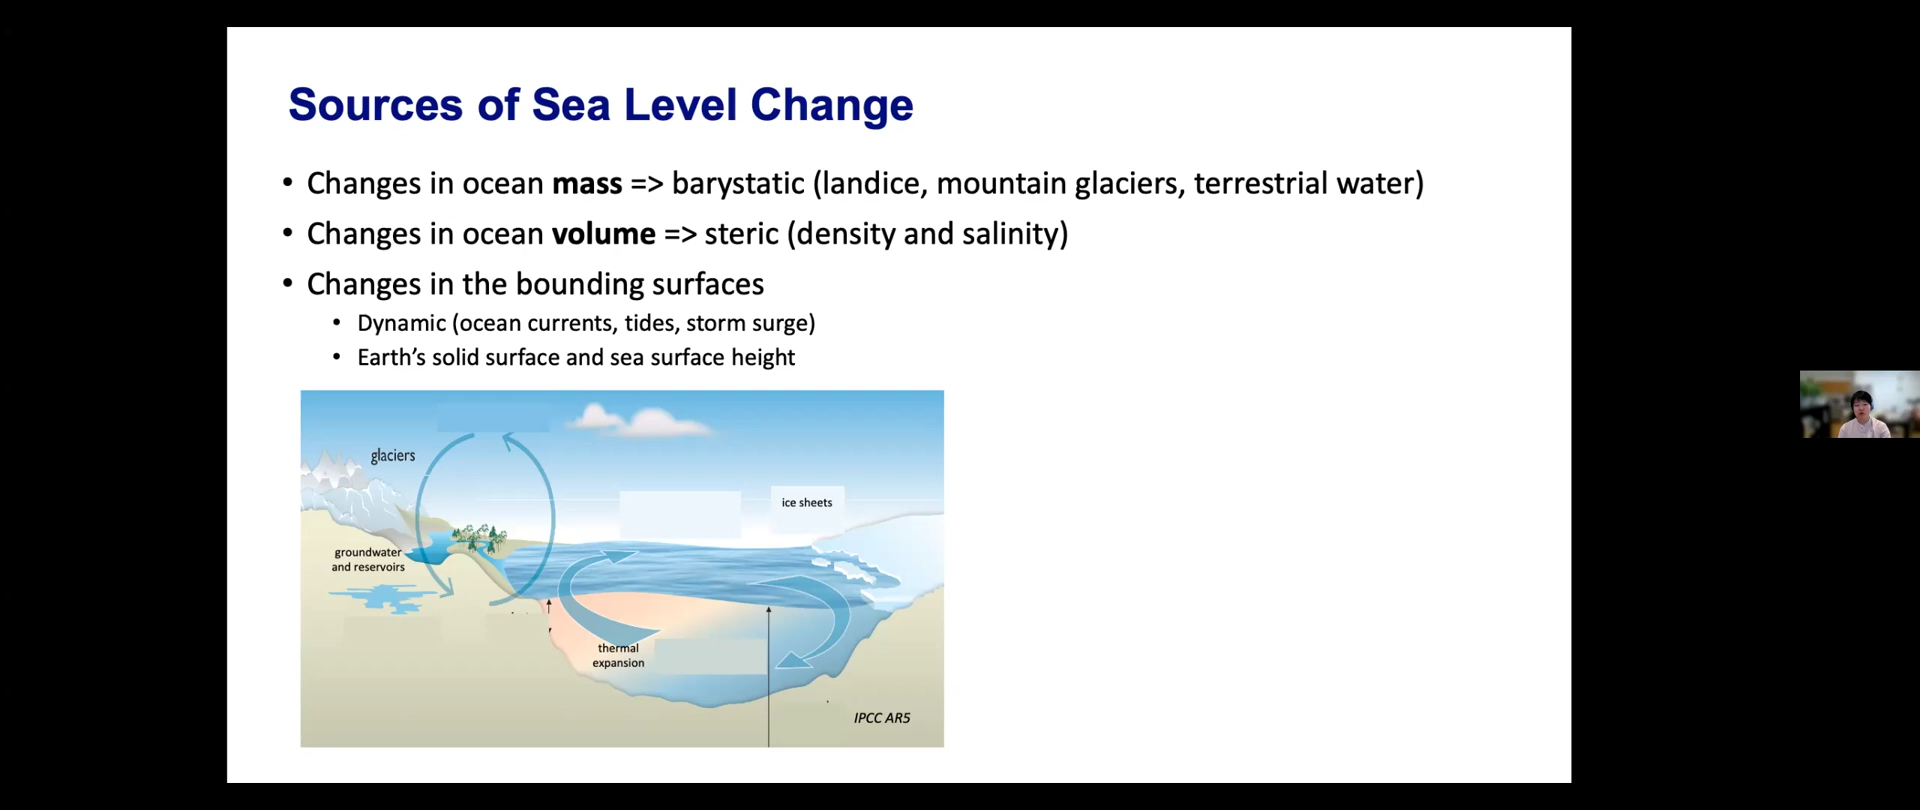 Sources of Sea Level Change
• Changes in ocean mass => barystatic (landice, mountain glaciers, terrestrial water)
• Changes in ocean volume => steric (density and salinity)
• Changes in the bounding surfaces
• Dynamic (ocean currents, tides, storm surge)
• Earth's solid surface and sea surface height
glaciers
ice sheets
groundwater
and reservoirs
thermal
expansion
IPCC AR5